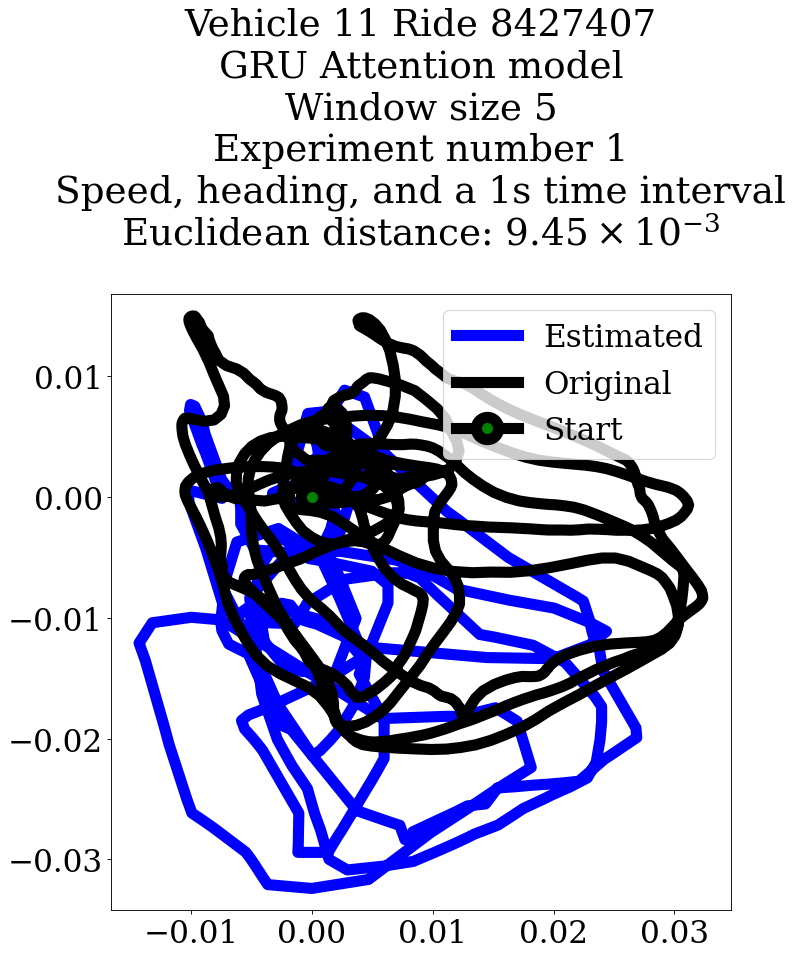 Vehicle 11 Ride 8427407
GRU Attention model
Window size 5
Experiment number 1
Speed, heading, and a 1s time interval
Euclidean distance: 9.45 × 10⁻³
Estimated
Original
Start
0.01
0.00
−0.01
−0.02
−0.03
−0.01 0.00 0.01 0.02 0.03